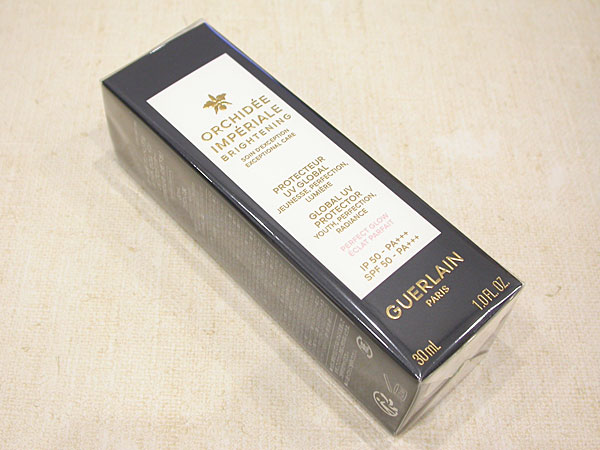 ORCHIDÉE
IMPÉRIALE
BRIGHTENING
SOIN D'EXCEPTION
EXCEPTIONAL CARE
PROTECTEUR
UV GLOBAL
JEUNESSE, PERFECTION,
LUMIÈRE
GLOBAL UV
PROTECTOR
YOUTH, PERFECTION,
RADIANCE
PERFECT GLOW
ÉCLAT PARFAIT
IP 50 - PA+++
SPF 50 - PA+++
GUERLAIN
PARIS
30 mL 1.0 FL.OZ.